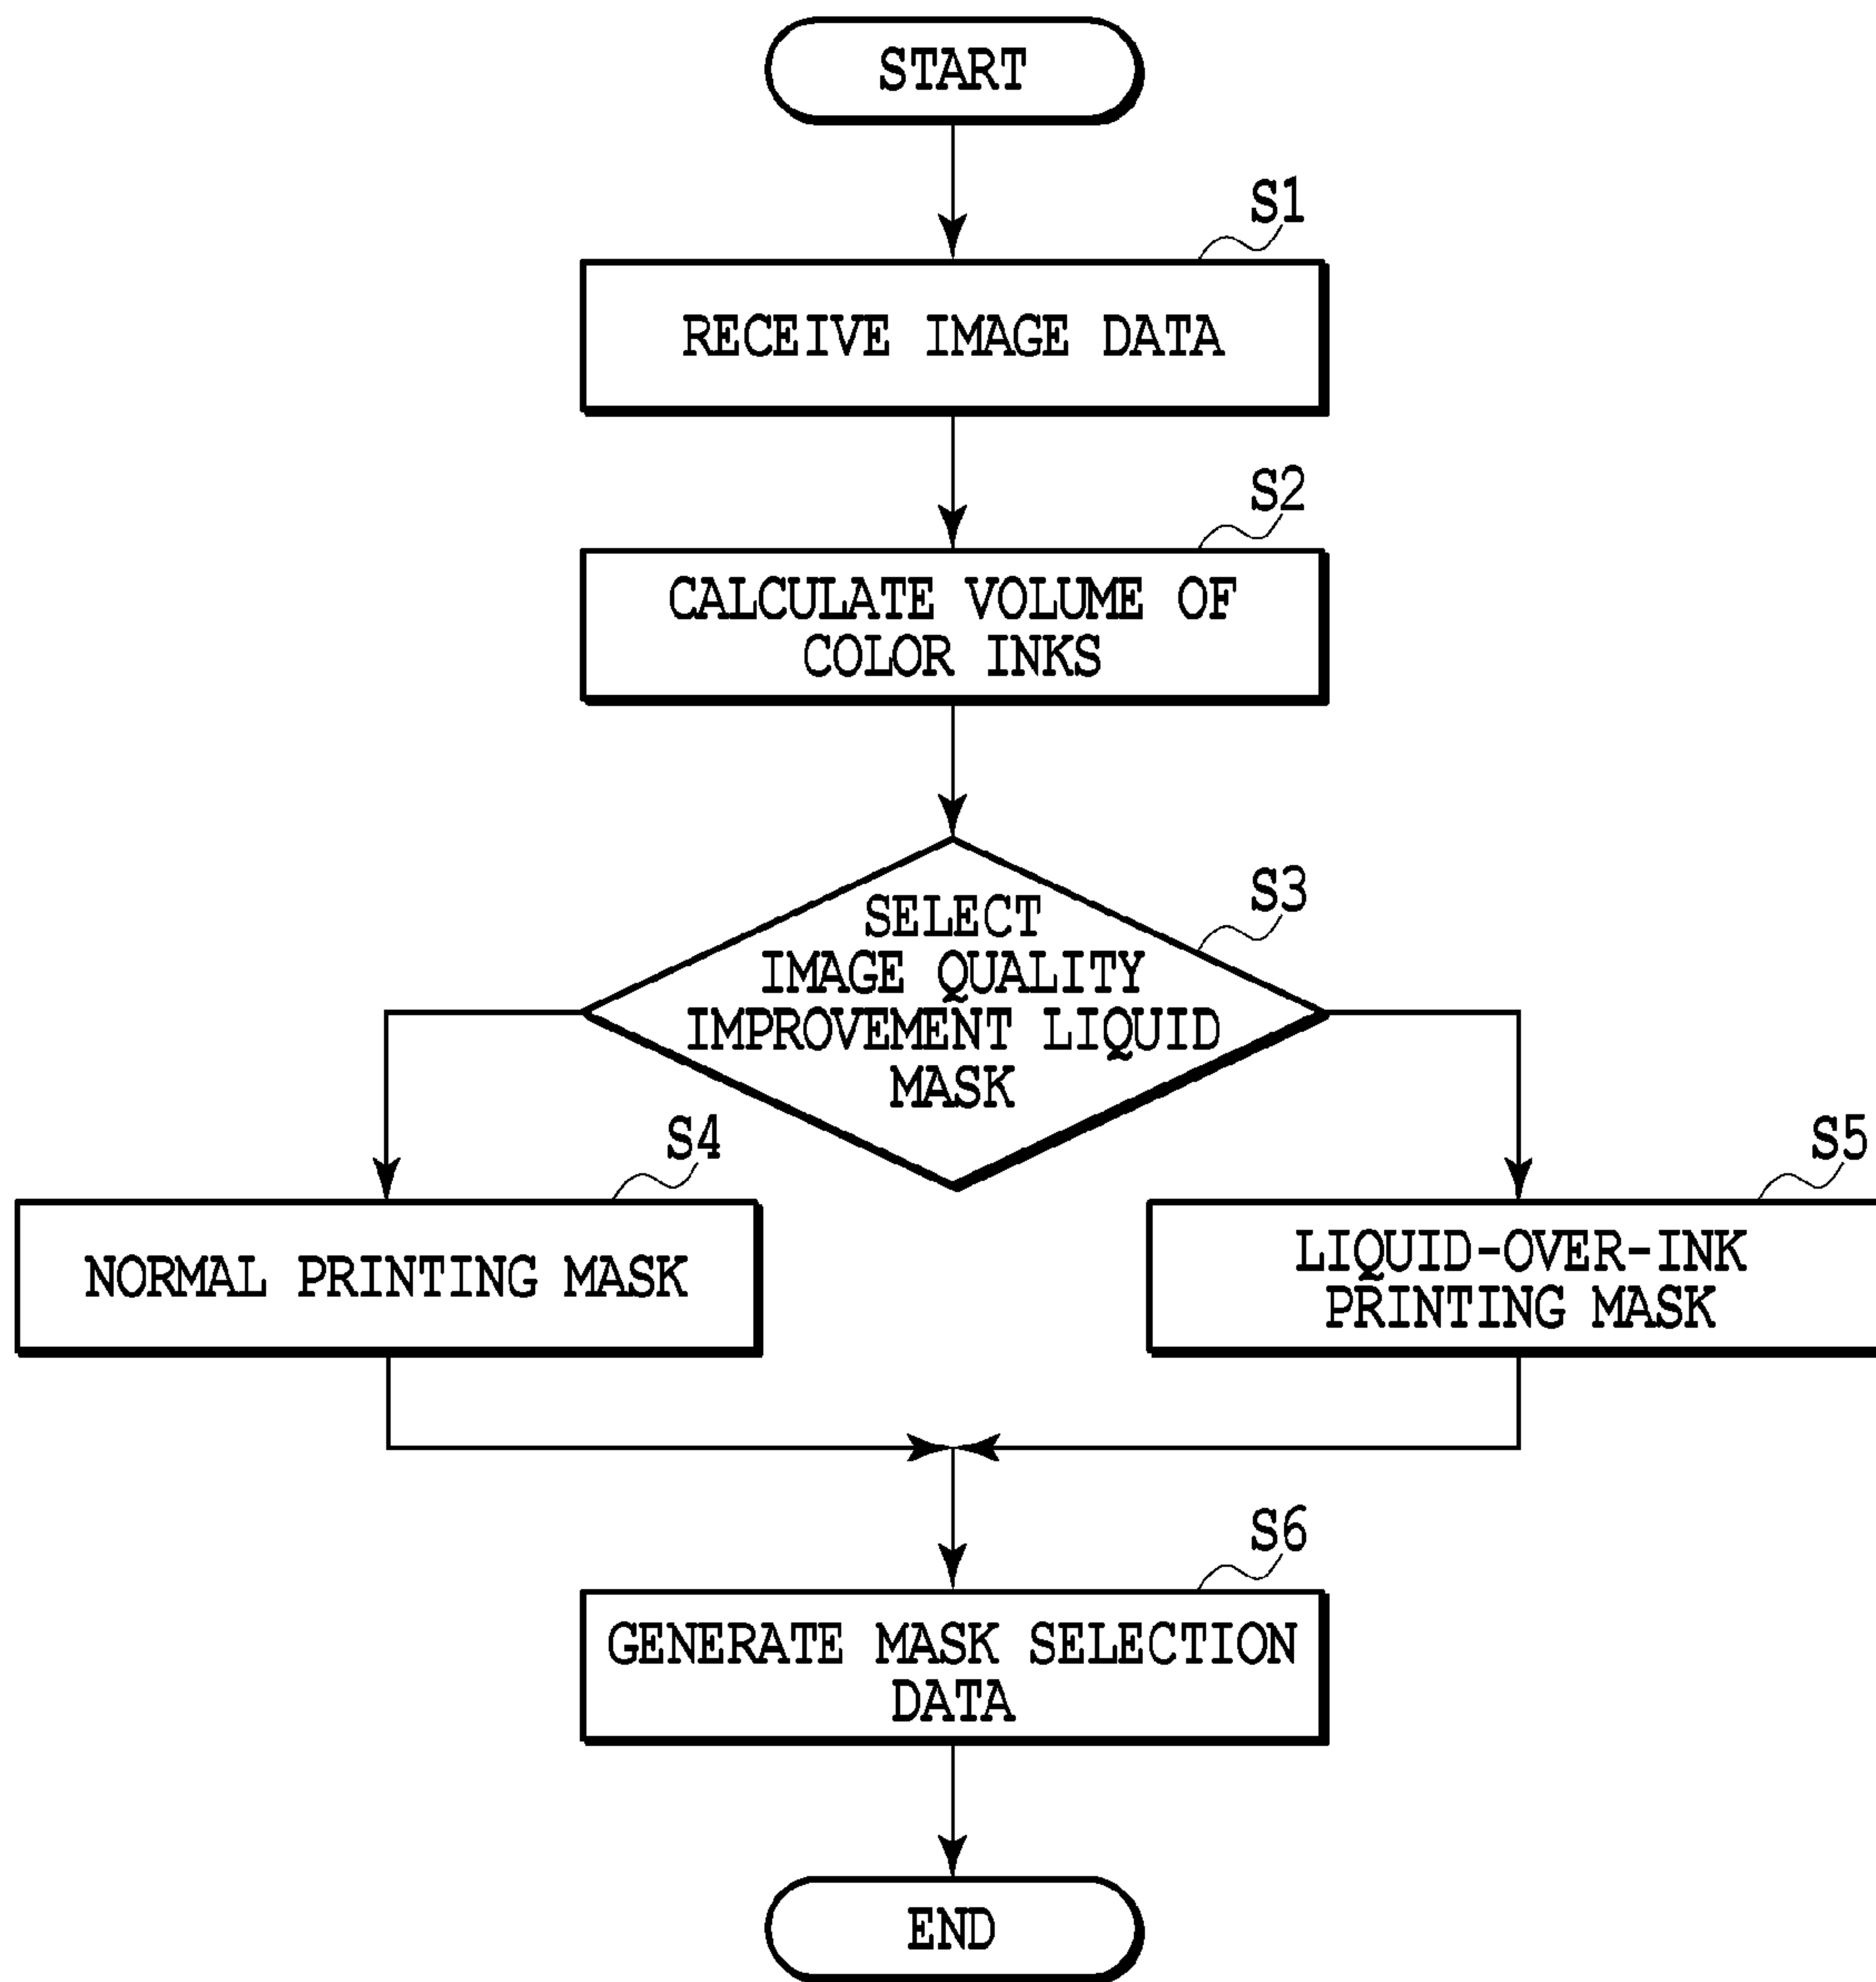 START
S1
RECEIVE IMAGE DATA
S2
CALCULATE VOLUME OF
COLOR INKS
S3
SELECT
IMAGE QUALITY
IMPROVEMENT LIQUID
MASK
S4
NORMAL PRINTING MASK
S5
LIQUID-OVER-INK
PRINTING MASK
S6
GENERATE MASK SELECTION
DATA
END